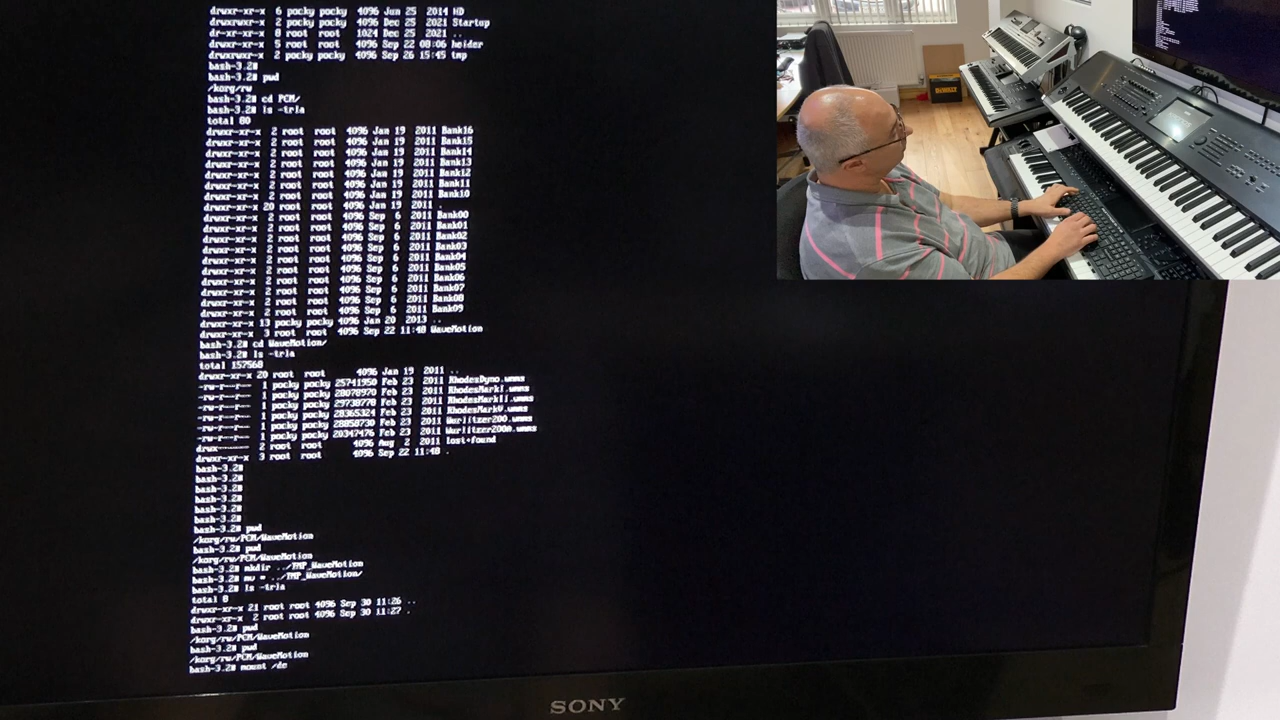 drwxr-xr-x 6 pocky pocky 4096 Jun 25 2014 HD
drwxr-xr-x 2 pocky pocky 4096 Dec 25 2021 Startup
dr-xr-xr-x 8 root root 1024 Dec 25 2021 ..
drwxr-xr-x 5 root root 4096 Sep 22 08:06 heider
drwxrwxr-x 2 pocky pocky 4096 Sep 26 15:45 tmp
bash-3.2#
bash-3.2# pwd
/korg/rw
bash-3.2# cd PCM/
bash-3.2# ls -trla
total 80
drwxr-xr-x 2 root root 4096 Jan 19 2011 Bank16
drwxr-xr-x 2 root root 4096 Jan 19 2011 Bank15
drwxr-xr-x 2 root root 4096 Jan 19 2011 Bank14
drwxr-xr-x 2 root root 4096 Jan 19 2011 Bank13
drwxr-xr-x 2 root root 4096 Jan 19 2011 Bank12
drwxr-xr-x 2 root root 4096 Jan 19 2011 Bank11
drwxr-xr-x 2 root root 4096 Jan 19 2011 Bank10
drwxr-xr-x 20 root root 4096 Jan 19 2011 .
drwxr-xr-x 2 root root 4096 Sep 6 2011 Bank00
drwxr-xr-x 2 root root 4096 Sep 6 2011 Bank01
drwxr-xr-x 2 root root 4096 Sep 6 2011 Bank02
drwxr-xr-x 2 root root 4096 Sep 6 2011 Bank03
drwxr-xr-x 2 root root 4096 Sep 6 2011 Bank04
drwxr-xr-x 2 root root 4096 Sep 6 2011 Bank05
drwxr-xr-x 2 root root 4096 Sep 6 2011 Bank06
drwxr-xr-x 2 root root 4096 Sep 6 2011 Bank07
drwxr-xr-x 2 root root 4096 Sep 6 2011 Bank08
drwxr-xr-x 2 root root 4096 Sep 6 2011 Bank09
drwxr-xr-x 13 pocky pocky 4096 Jan 20 2013 ..
drwxr-xr-x 3 root root 4096 Sep 22 11:48 WaveMotion
bash-3.2# cd WaveMotion/
bash-3.2# ls -trla
total 157568
drwxr-xr-x 20 root root 4096 Jan 19 2011 ..
-rw-r--r-- 1 pocky pocky 25741950 Feb 23 2011 RhodesDyno.wmms
-rw-r--r-- 1 pocky pocky 28078970 Feb 23 2011 RhodesMarkI.wmms
-rw-r--r-- 1 pocky pocky 29738778 Feb 23 2011 RhodesMarkII.wmms
-rw-r--r-- 1 pocky pocky 28365324 Feb 23 2011 RhodesMarkV.wmms
-rw-r--r-- 1 pocky pocky 28858730 Feb 23 2011 Wurlitzer200.wmms
-rw-r--r-- 1 pocky pocky 20347476 Feb 23 2011 Wurlitzer200A.wmms
drwx------ 2 root root 4096 Aug 2 2011 lost+found
drwxr-xr-x 3 root root 4096 Sep 22 11:48 .
bash-3.2#
bash-3.2#
bash-3.2#
bash-3.2#
bash-3.2#
bash-3.2#
bash-3.2# pwd
/korg/rw/PCM/WaveMotion
bash-3.2# pwd
/korg/rw/PCM/WaveMotion
bash-3.2# mkdir ../TMP_WaveMotion
bash-3.2# mv * ../TMP_WaveMotion/
bash-3.2# ls -trla
total 8
drwxr-xr-x 21 root root 4096 Sep 30 11:26 ..
drwxr-xr-x 2 root root 4096 Sep 30 11:27 .
bash-3.2# pwd
/korg/rw/PCM/WaveMotion
bash-3.2# pwd
/korg/rw/PCM/WaveMotion
bash-3.2# mount /de
SONY
DEWALT